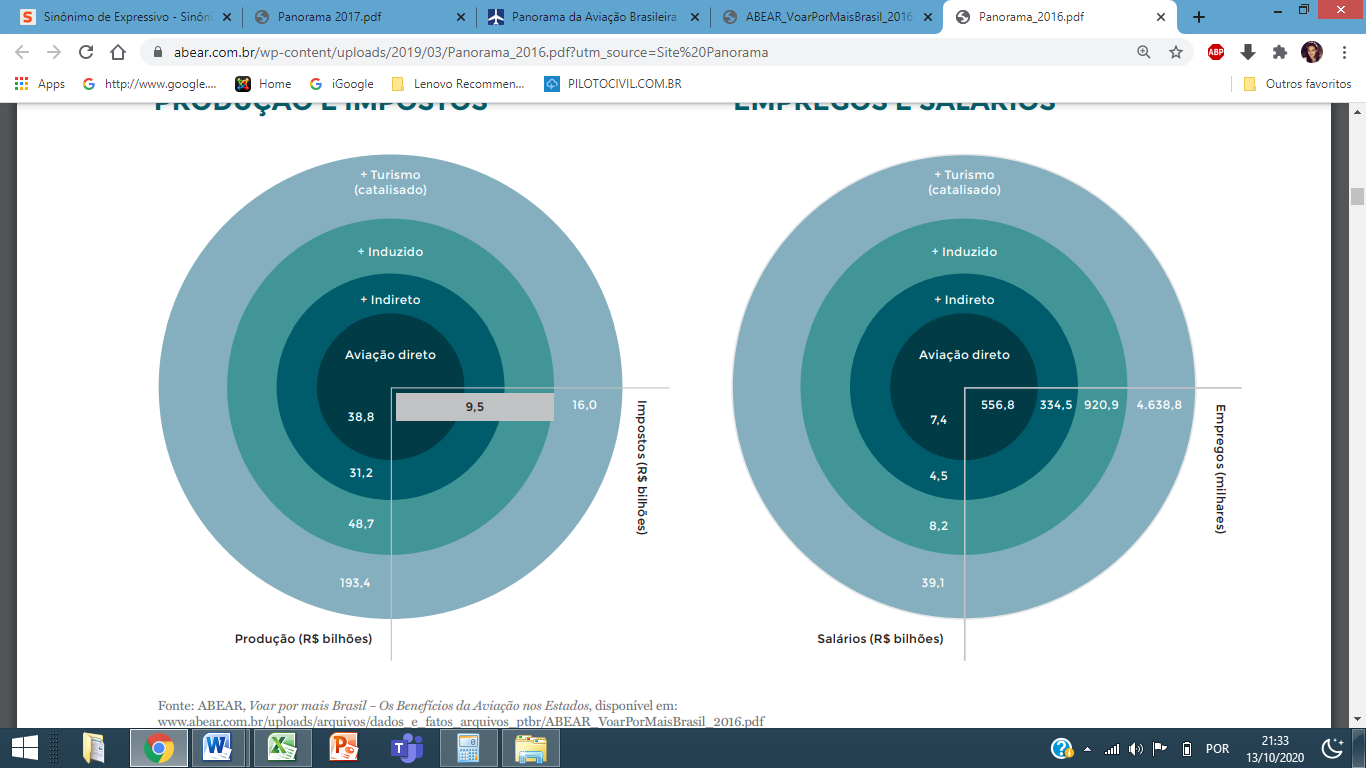 Sinônimo de Expressivo - Sinôni
Panorama 2017.pdf
Panorama da Aviação Brasileira
ABEAR_VoarPorMaisBrasil_2016
Panorama_2016.pdf
abear.com.br/wp-content/uploads/2019/03/Panorama_2016.pdf?utm_source=Site%20Panorama
ABP
Apps
http://www.google....
Home
iGoogle
Lenovo Recommen...
PILOTOCIVIL.COM.BR
Outros favoritos
PRODUÇÃO E IMPOSTOS
+ Turismo
(catalisado)
+ Induzido
+ Indireto
Aviação direto
9,5
16,0
38,8
31,2
48,7
193,4
Impostos (R$ bilhões)
Produção (R$ bilhões)
EMPREGOS E SALÁRIOS
+ Turismo
(catalisado)
+ Induzido
+ Indireto
Aviação direto
556,8 334,5 920,9 4.638,8
7,4
4,5
8,2
39,1
Empregos (milhares)
Salários (R$ bilhões)
Fonte: ABEAR, Voar por mais Brasil – Os Benefícios da Aviação nos Estados, disponível em:
www.abear.com.br/uploads/arquivos/dados_e_fatos_arquivos_ptbr/ABEAR_VoarPorMaisBrasil_2016.pdf
POR
21:33
13/10/2020